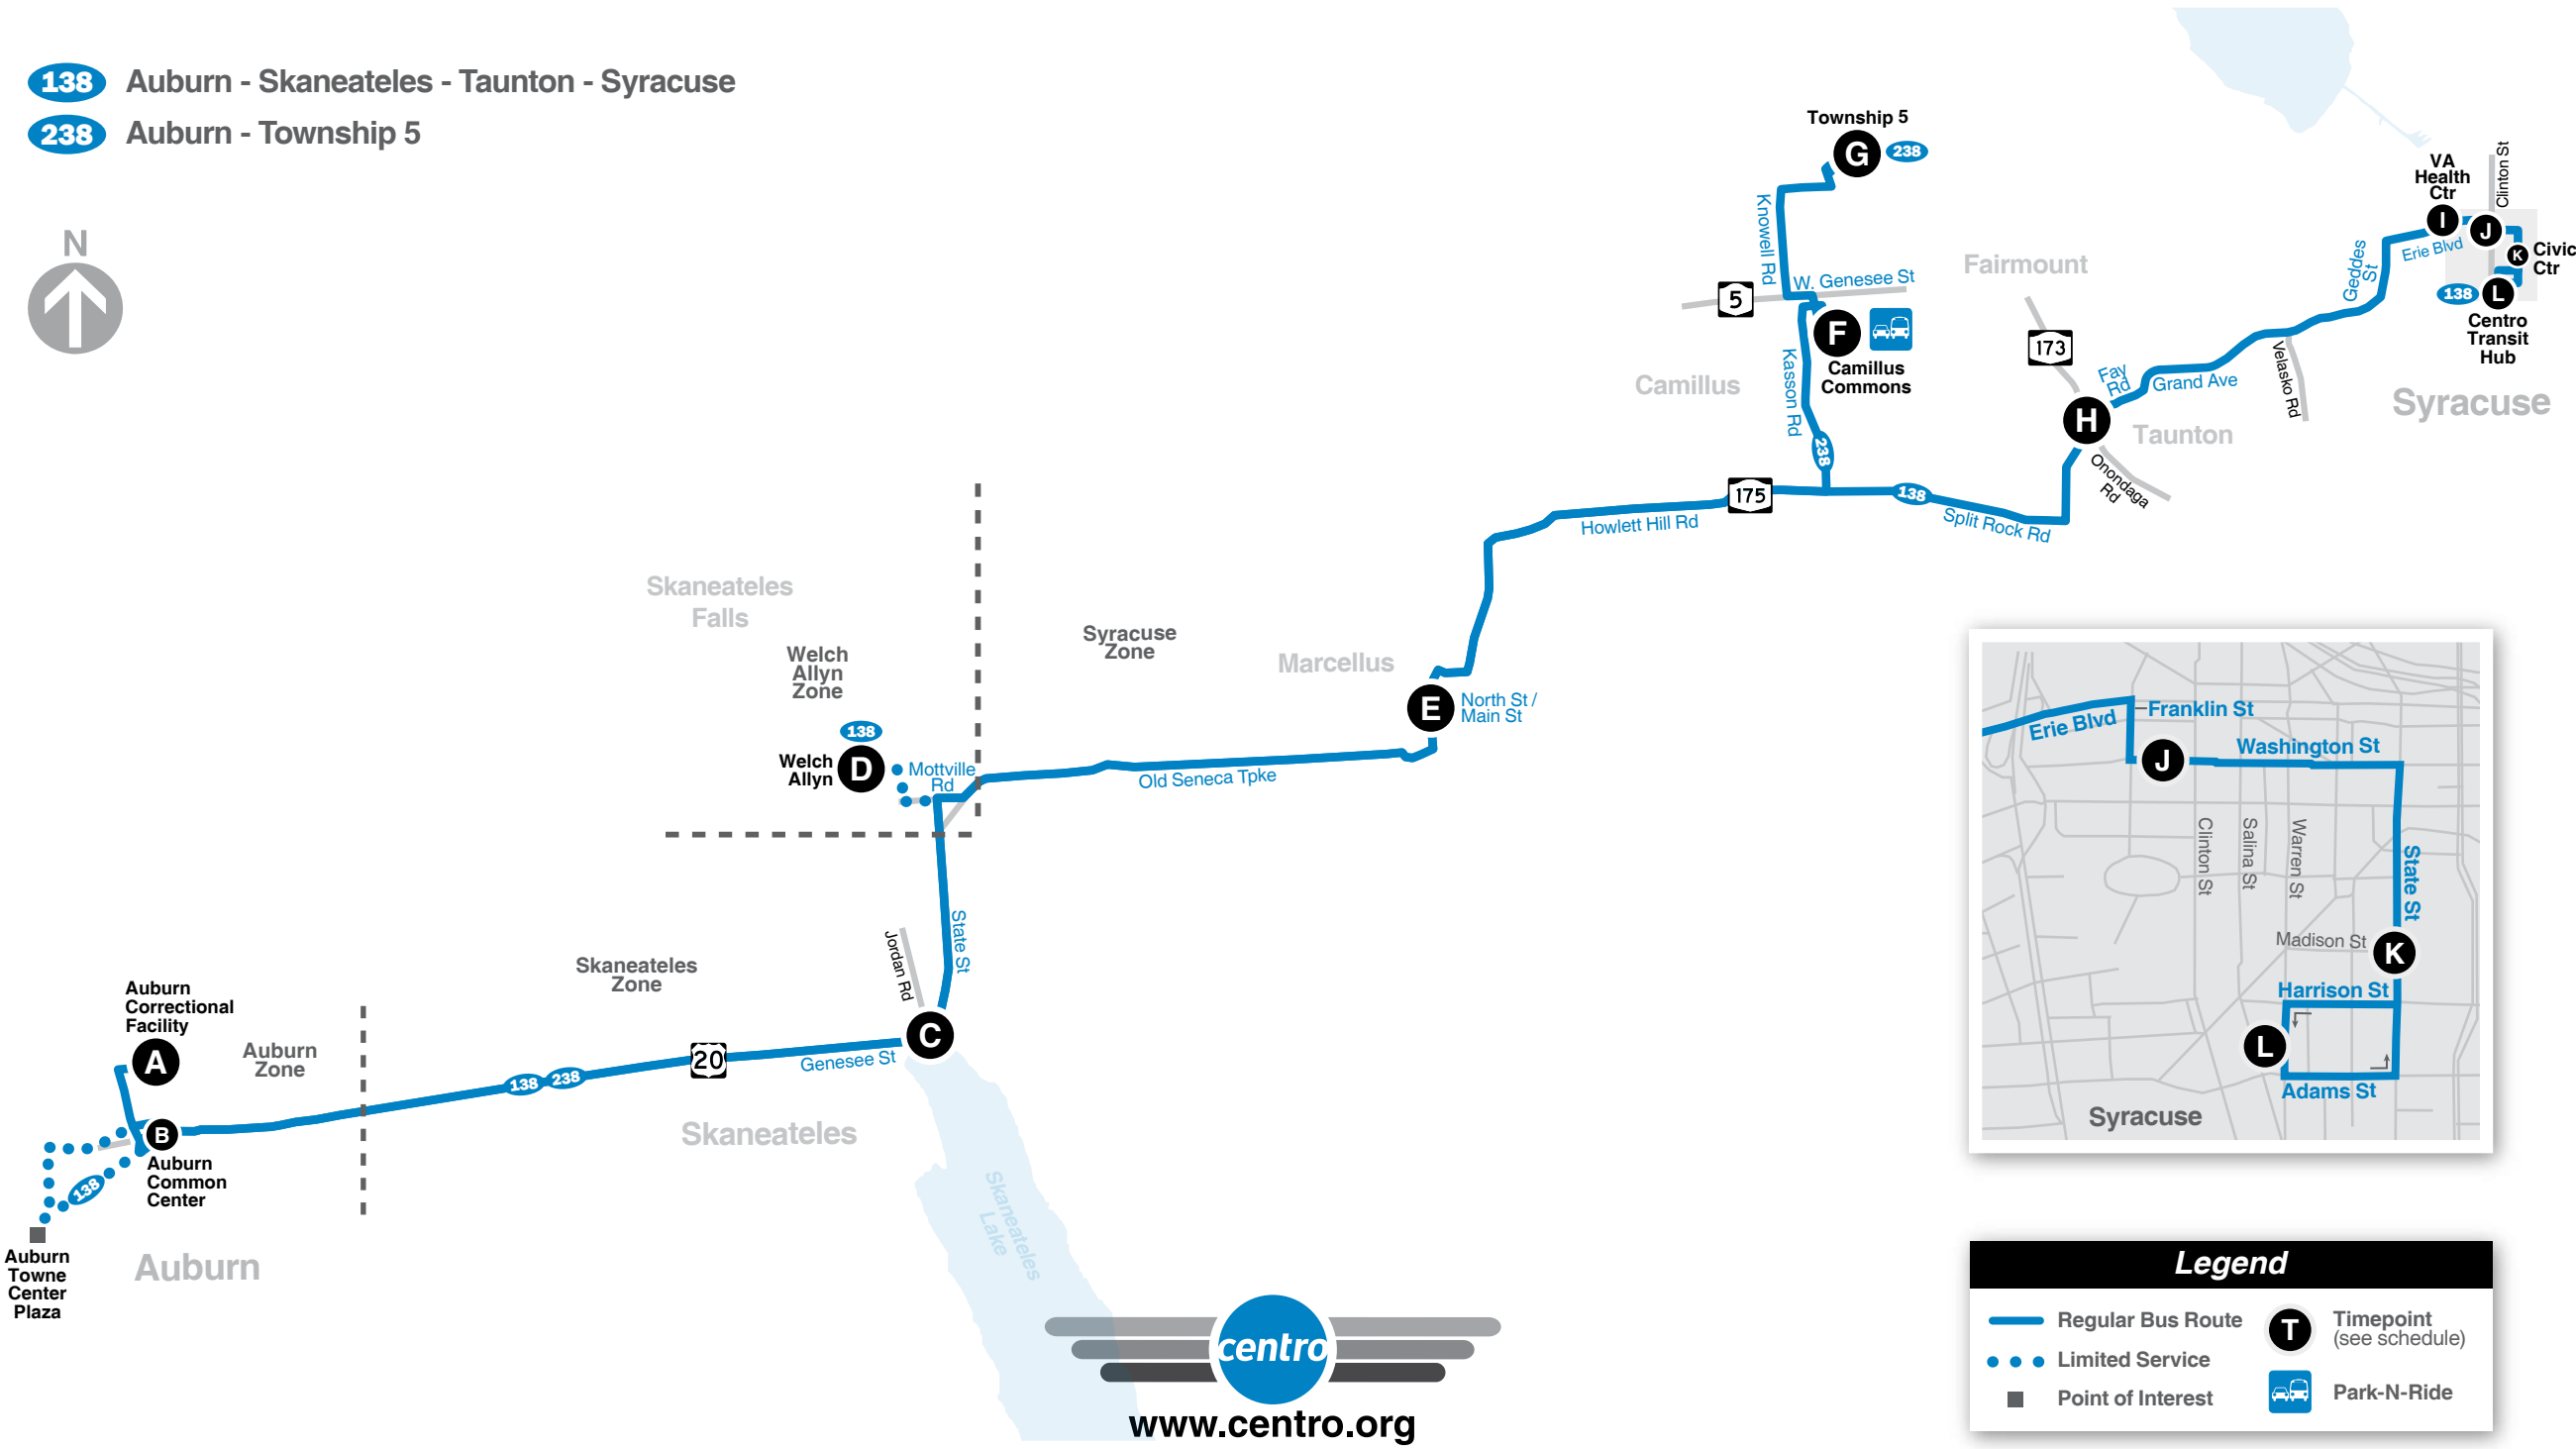 138 Auburn - Skaneateles - Taunton - Syracuse
238 Auburn - Township 5
N
Township 5
G 238
Knowell Rd
W. Genesee St
5
F
Camillus
Commons
Kasson Rd
Camillus
238
Fairmount
173
Fay
Rd
Grand Ave
H
Taunton
Onondaga
Rd
Velasko Rd
Geddes
St
Erie Blvd
VA
Health
Ctr
Clinton St
I
J
K
Civic
Ctr
138 L
Centro
Transit
Hub
Syracuse
175
138
Howlett Hill Rd
Split Rock Rd
Skaneateles
Falls
Welch
Allyn
Zone
Syracuse
Zone
Marcellus
E
North St /
Main St
138
Welch
Allyn
D
Mottville
Rd
Old Seneca Tpke
State St
Jordan Rd
Skaneateles
Zone
C
Auburn
Correctional
Facility
A
Auburn
Zone
138 238
20
Genesee St
Skaneateles
B
Auburn
Common
Center
138
Auburn
Towne
Center
Plaza
Auburn
Skaneateles
Lake
centro
www.centro.org
Erie Blvd
Franklin St
J
Washington St
Clinton St
Salina St
Warren St
State St
Madison St
K
Harrison St
L
Adams St
Syracuse
Legend
Regular Bus Route
Limited Service
Point of Interest
T
Timepoint
(see schedule)
Park-N-Ride